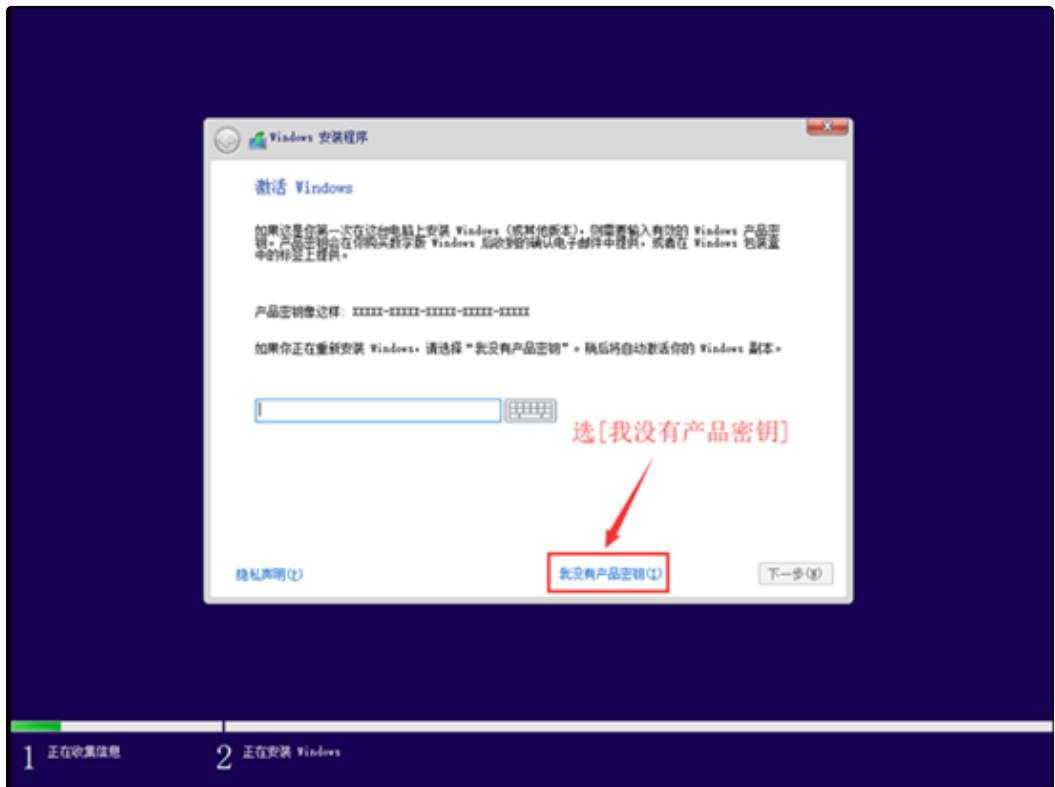 Windows 安装程序
激活 Windows
如果这是你第一次在这台电脑上安装 Windows (或其他版本)，则需要输入有效的 Windows 产品密
钥。产品密钥会在你购买数字版 Windows 后收到的确认电子邮件中提供，或者在 Windows 包装盒
中的标签上提供。
产品密钥像这样: XXXXX-XXXXX-XXXXX-XXXXX-XXXXX
如果你正在重新安装 Windows，请选择“我没有产品密钥”。稍后将自动激活你的 Windows 副本。
选[我没有产品密钥]
隐私声明(P)
我没有产品密钥(I)
下一步(N)
1 正在收集信息
2 正在安装 Windows